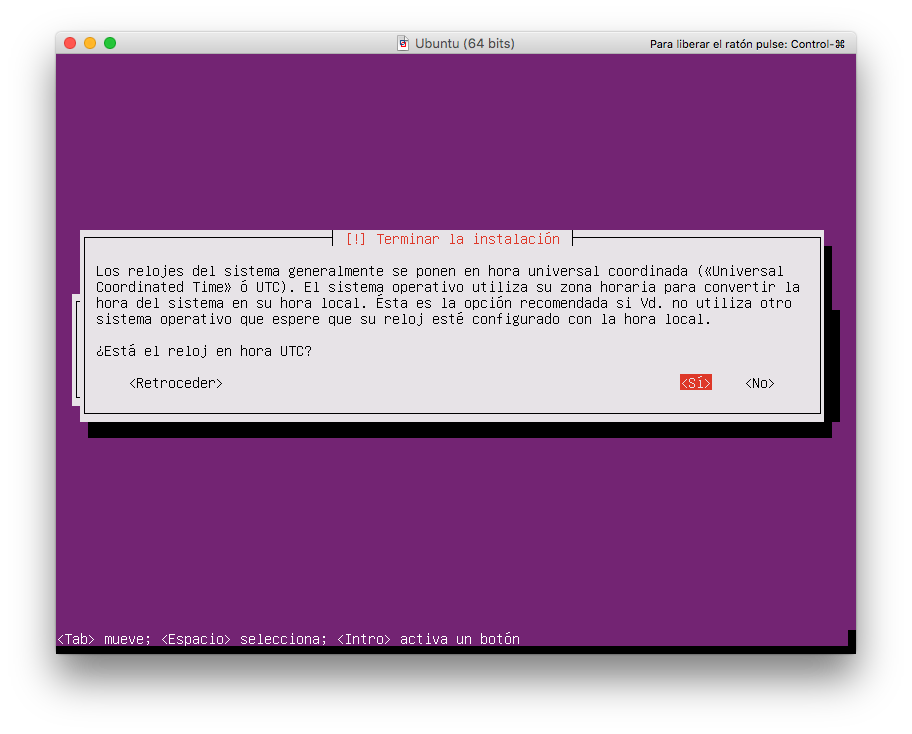 Ubuntu (64 bits)
Para liberar el ratón pulse: Control-⌘
[!] Terminar la instalación
Los relojes del sistema generalmente se ponen en hora universal coordinada («Universal
Coordinated Time» ó UTC). El sistema operativo utiliza su zona horaria para convertir la
hora del sistema en su hora local. Ésta es la opción recomendada si Vd. no utiliza otro
sistema operativo que espere que su reloj esté configurado con la hora local.
¿Está el reloj en hora UTC?
<Retroceder> <Sí> <No>
<Tab> mueve; <Espacio> selecciona; <Intro> activa un botón